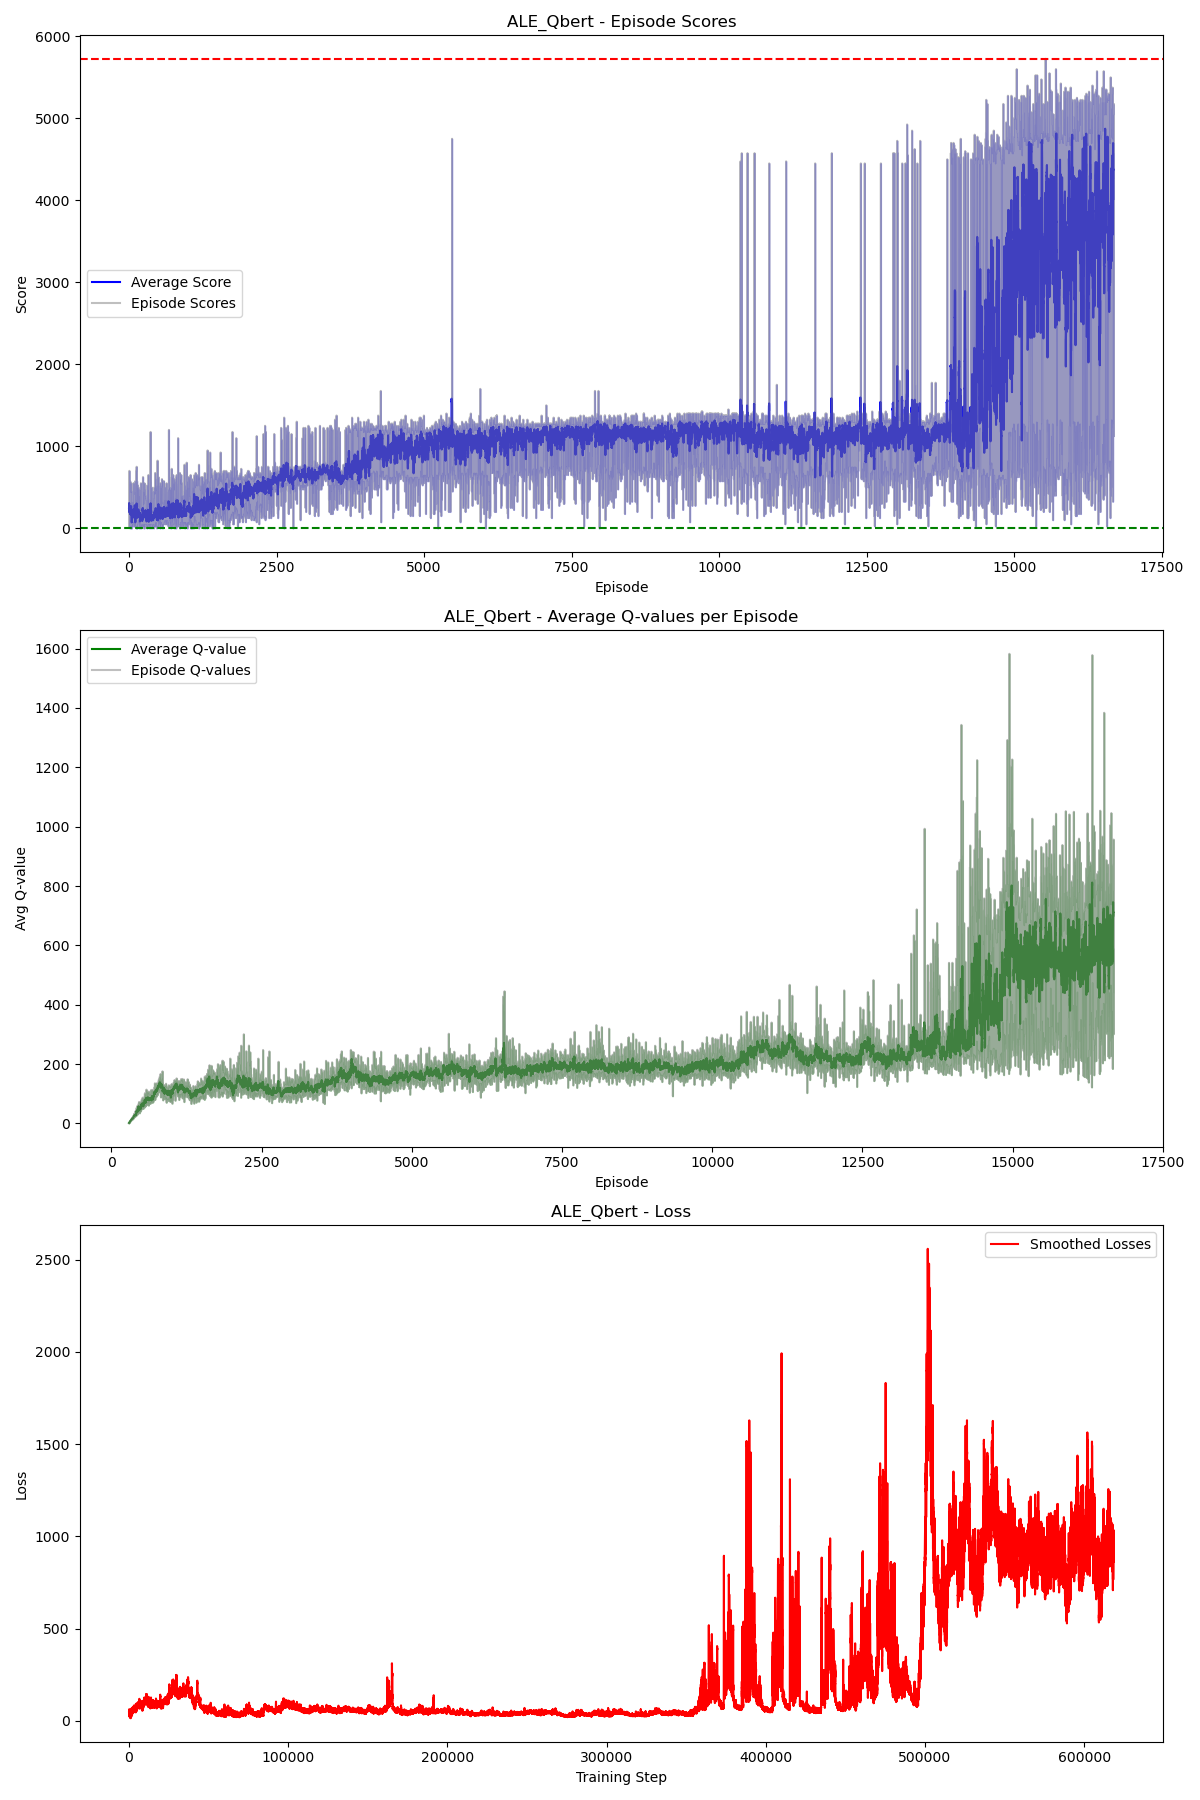 ALE_Qbert - Episode Scores
6000
5000
4000
3000
2000
1000
0
Score
Average Score
Episode Scores
0 2500 5000 7500 10000 12500 15000 17500
Episode
ALE_Qbert - Average Q-values per Episode
1600
1400
1200
1000
800
600
400
200
0
Avg Q-value
Average Q-value
Episode Q-values
0 2500 5000 7500 10000 12500 15000 17500
Episode
ALE_Qbert - Loss
2500
2000
1500
1000
500
0
Loss
Smoothed Losses
0 100000 200000 300000 400000 500000 600000
Training Step